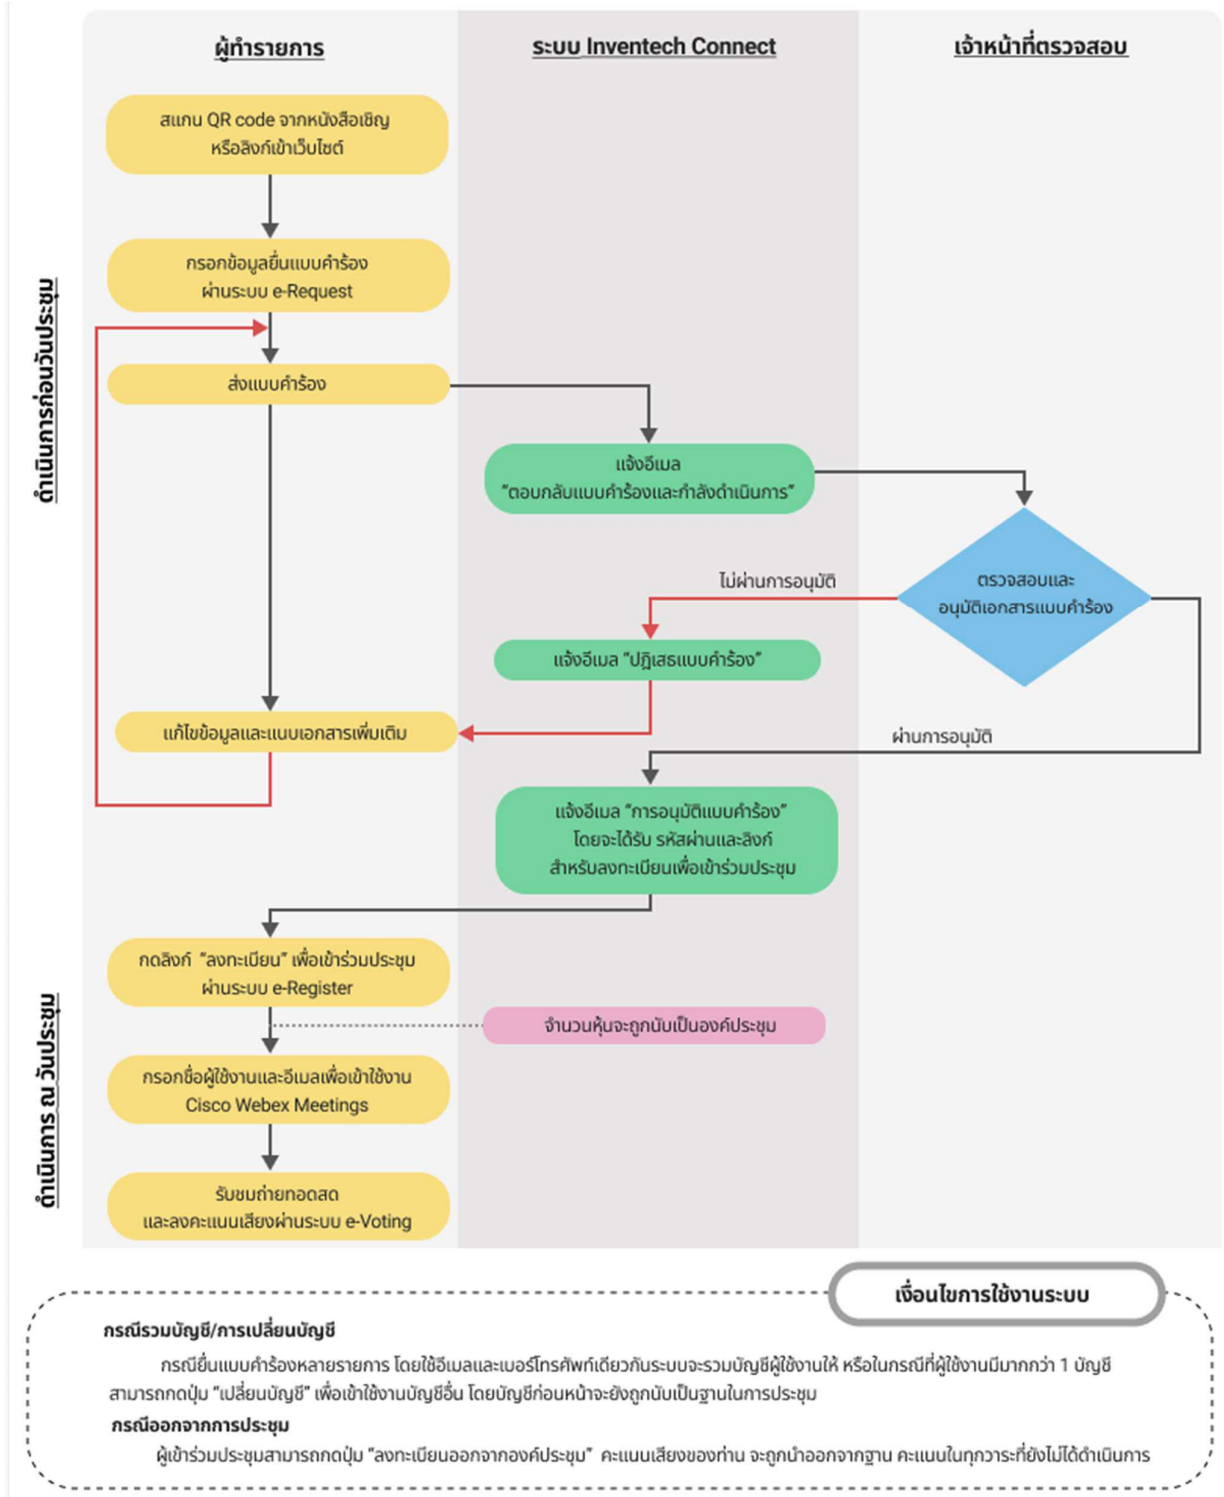 ผู้ทำรายการ
ระบบ Inventech Connect
เจ้าหน้าที่ตรวจสอบ
ดำเนินการก่อนวันประชุม
สแกน QR code จากหนังสือเชิญ
หรือลิงก์เข้าเว็บไซต์
กรอกข้อมูลยื่นแบบคำร้อง
ผ่านระบบ e-Request
ส่งแบบคำร้อง
แจ้งอีเมล
“ตอบกลับแบบคำร้องและกำลังดำเนินการ”
ตรวจสอบและ
อนุมัติเอกสารแบบคำร้อง
ไม่ผ่านการอนุมัติ
แจ้งอีเมล “ปฏิเสธแบบคำร้อง”
แก้ไขข้อมูลและแนบเอกสารเพิ่มเติม
ผ่านการอนุมัติ
แจ้งอีเมล “การอนุมัติแบบคำร้อง”
โดยจะได้รับ รหัสผ่านและลิงก์
สำหรับลงทะเบียนเพื่อเข้าร่วมประชุม
ดำเนินการ ณ วันประชุม
กดลิงก์ “ลงทะเบียน” เพื่อเข้าร่วมประชุม
ผ่านระบบ e-Register
จำนวนหุ้นจะถูกนับเป็นองค์ประชุม
กรอกชื่อผู้ใช้งานและอีเมลเพื่อเข้าใช้งาน
Cisco Webex Meetings
รับชมถ่ายทอดสด
และลงคะแนนเสียงผ่านระบบ e-Voting
เงื่อนไขการใช้งานระบบ
กรณีรวมบัญชี/การเปลี่ยนบัญชี
กรณียื่นแบบคำร้องหลายรายการ โดยใช้อีเมลและเบอร์โทรศัพท์เดียวกันระบบจะรวมบัญชีผู้ใช้งานให้ หรือในกรณีที่ผู้ใช้งานมีมากกว่า 1 บัญชี
สามารถกดปุ่ม “เปลี่ยนบัญชี” เพื่อเข้าใช้งานบัญชีอื่น โดยบัญชีก่อนหน้าจะยังถูกนับเป็นฐานในการประชุม
กรณีออกจากการประชุม
ผู้เข้าร่วมประชุมสามารถกดปุ่ม “ลงทะเบียนออกจากองค์ประชุม” คะแนนเสียงของท่าน จะถูกนำออกจากฐาน คะแนนในทุกวาระที่ยังไม่ได้ดำเนินการ